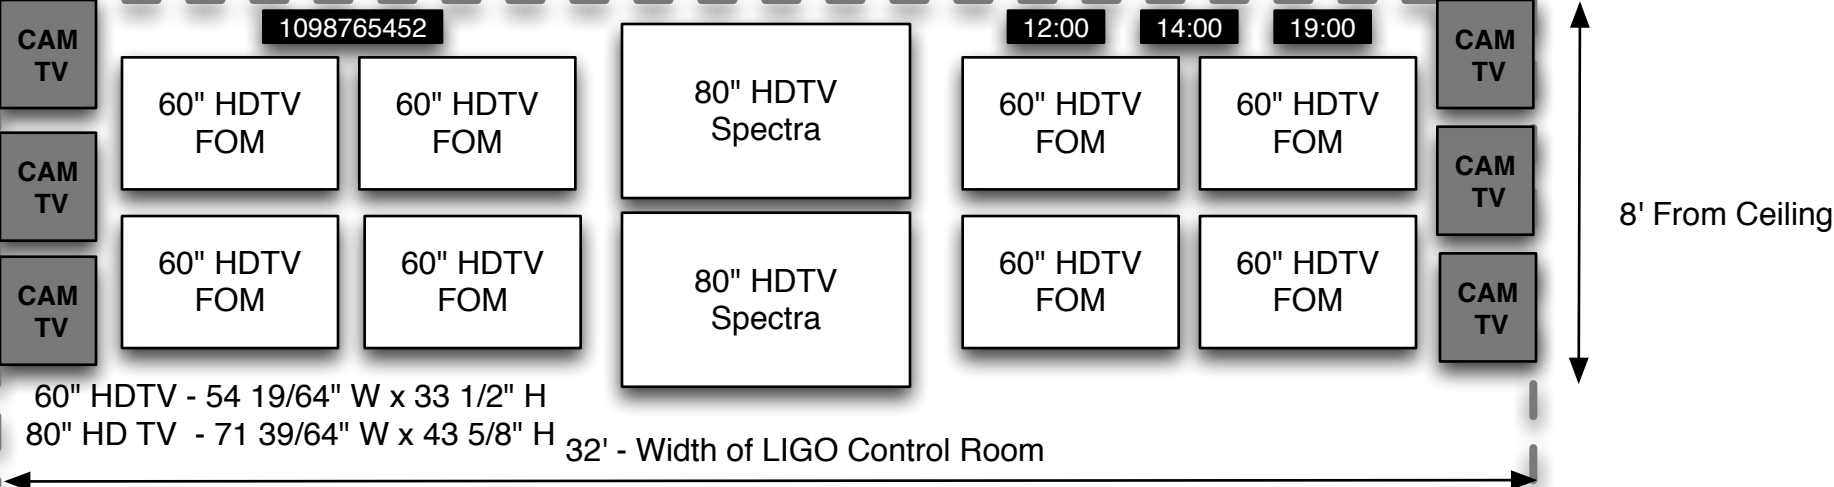 1098765452
12:00
14:00
19:00
CAM
TV
CAM
TV
60" HDTV
FOM
60" HDTV
FOM
80" HDTV
Spectra
60" HDTV
FOM
60" HDTV
FOM
CAM
TV
CAM
TV
8' From Ceiling
60" HDTV
FOM
60" HDTV
FOM
80" HDTV
Spectra
60" HDTV
FOM
60" HDTV
FOM
CAM
TV
CAM
TV
60" HDTV - 54 19/64" W x 33 1/2" H
80" HD TV - 71 39/64" W x 43 5/8" H
32' - Width of LIGO Control Room